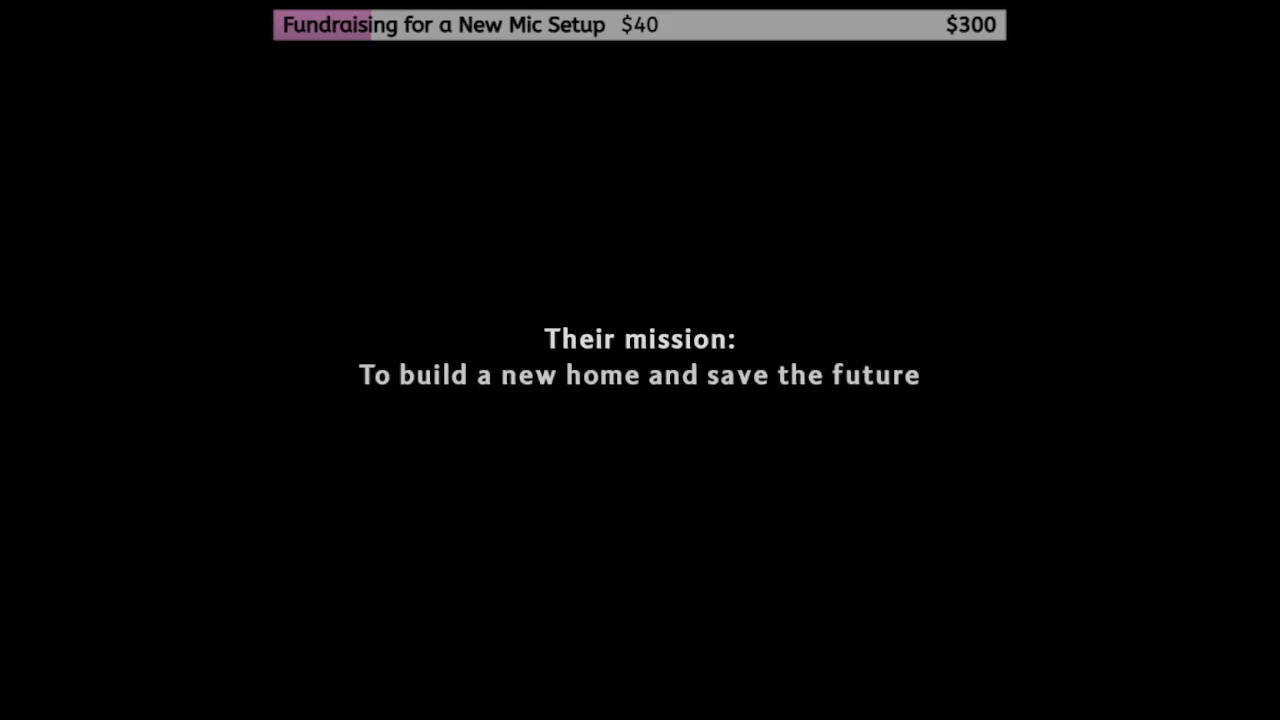 Fundraising for a New Mic Setup $40 $300
Their mission:
To build a new home and save the future